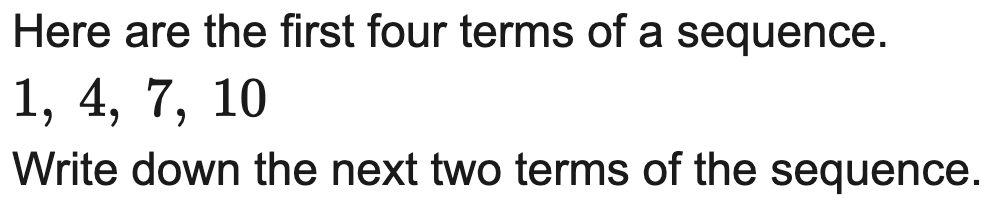 Here are the first four terms of a sequence.
1, 4, 7, 10
Write down the next two terms of the sequence.